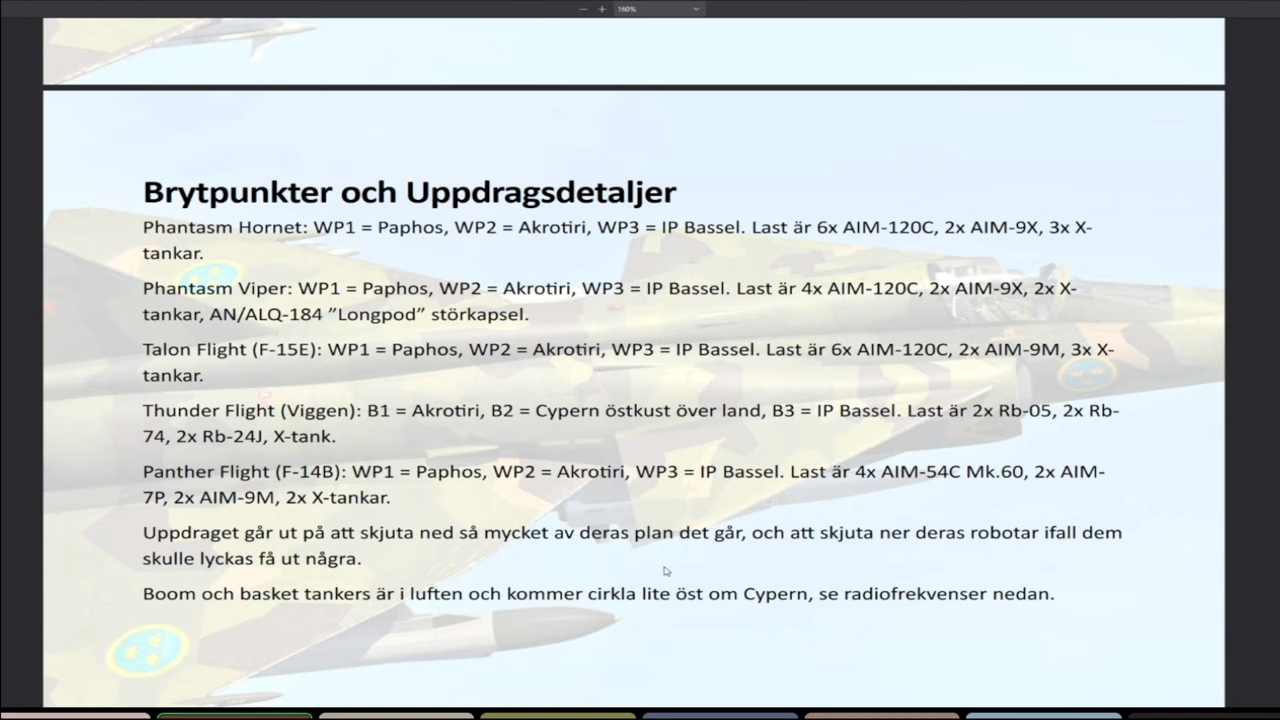 160%
Brytpunkter och Uppdragsdetaljer
Phantasm Hornet: WP1 = Paphos, WP2 = Akrotiri, WP3 = IP Bassel. Last är 6x AIM-120C, 2x AIM-9X, 3x X-
tankar.
Phantasm Viper: WP1 = Paphos, WP2 = Akrotiri, WP3 = IP Bassel. Last är 4x AIM-120C, 2x AIM-9X, 2x X-
tankar, AN/ALQ-184 ”Longpod” störkapsel.
Talon Flight (F-15E): WP1 = Paphos, WP2 = Akrotiri, WP3 = IP Bassel. Last är 6x AIM-120C, 2x AIM-9M, 3x X-
tankar.
Thunder Flight (Viggen): B1 = Akrotiri, B2 = Cypern östkust över land, B3 = IP Bassel. Last är 2x Rb-05, 2x Rb-
74, 2x Rb-24J, X-tank.
Panther Flight (F-14B): WP1 = Paphos, WP2 = Akrotiri, WP3 = IP Bassel. Last är 4x AIM-54C Mk.60, 2x AIM-
7P, 2x AIM-9M, 2x X-tankar.
Uppdraget går ut på att skjuta ned så mycket av deras plan det går, och att skjuta ner deras robotar ifall dem
skulle lyckas få ut några.
Boom och basket tankers är i luften och kommer cirkla lite öst om Cypern, se radiofrekvenser nedan.